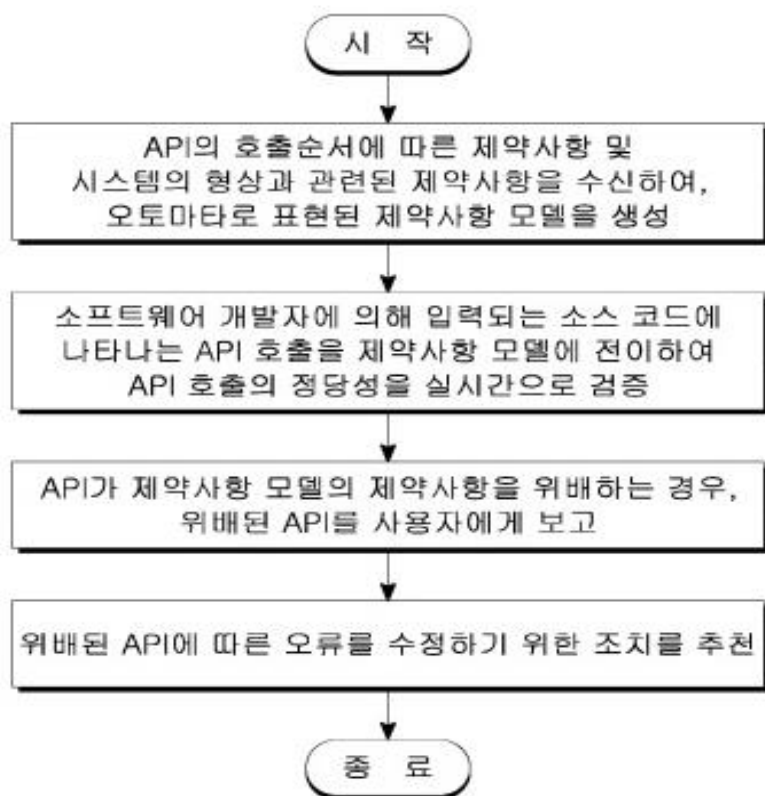 시 작
API의 호출순서에 따른 제약사항 및
시스템의 형상과 관련된 제약사항을 수신하여,
오토마타로 표현된 제약사항 모델을 생성
소프트웨어 개발자에 의해 입력되는 소스 코드에
나타나는 API 호출을 제약사항 모델에 전이하여
API 호출의 정당성을 실시간으로 검증
API가 제약사항 모델의 제약사항을 위배하는 경우,
위배된 API를 사용자에게 보고
위배된 API에 따른 오류를 수정하기 위한 조치를 추천
종 료